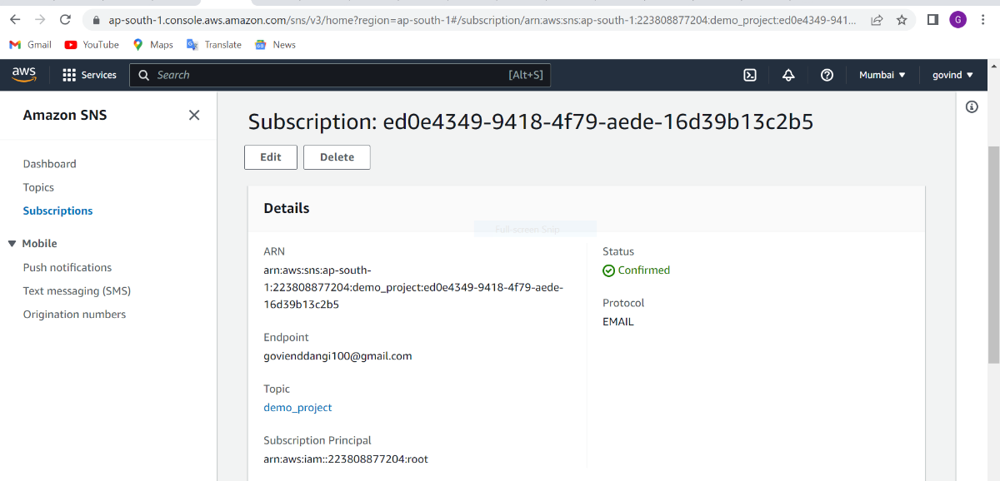 ap-south-1.console.aws.amazon.com/sns/v3/home?region=ap-south-1#/subscription/arn:aws:sns:ap-south-1:223808877204:demo_project:ed0e4349-941...
G
Gmail YouTube Maps Translate News
aws Services Search [Alt+S] Mumbai ▼ govind ▼
Amazon SNS
Dashboard
Topics
Subscriptions
Mobile
Push notifications
Text messaging (SMS)
Origination numbers
Subscription: ed0e4349-9418-4f79-aede-16d39b13c2b5
Edit Delete
Details
Full-screen Snip
ARN
arn:aws:sns:ap-south-
1:223808877204:demo_project:ed0e4349-9418-4f79-aede-
16d39b13c2b5
Endpoint
govienddangi100@gmail.com
Topic
demo_project
Subscription Principal
arn:aws:iam::223808877204:root
Status
Confirmed
Protocol
EMAIL